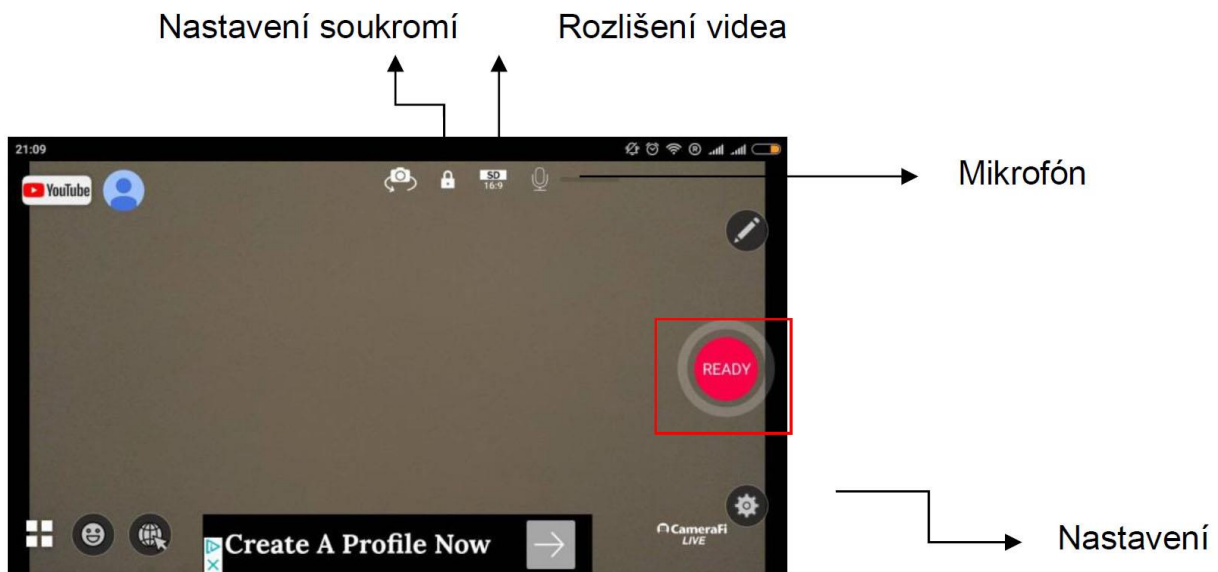 Nastavení soukromí
Rozlišení videa
21:09
YouTube
SD
16:9
Mikrofón
READY
CameraFi
LIVE
Create A Profile Now
Nastavení